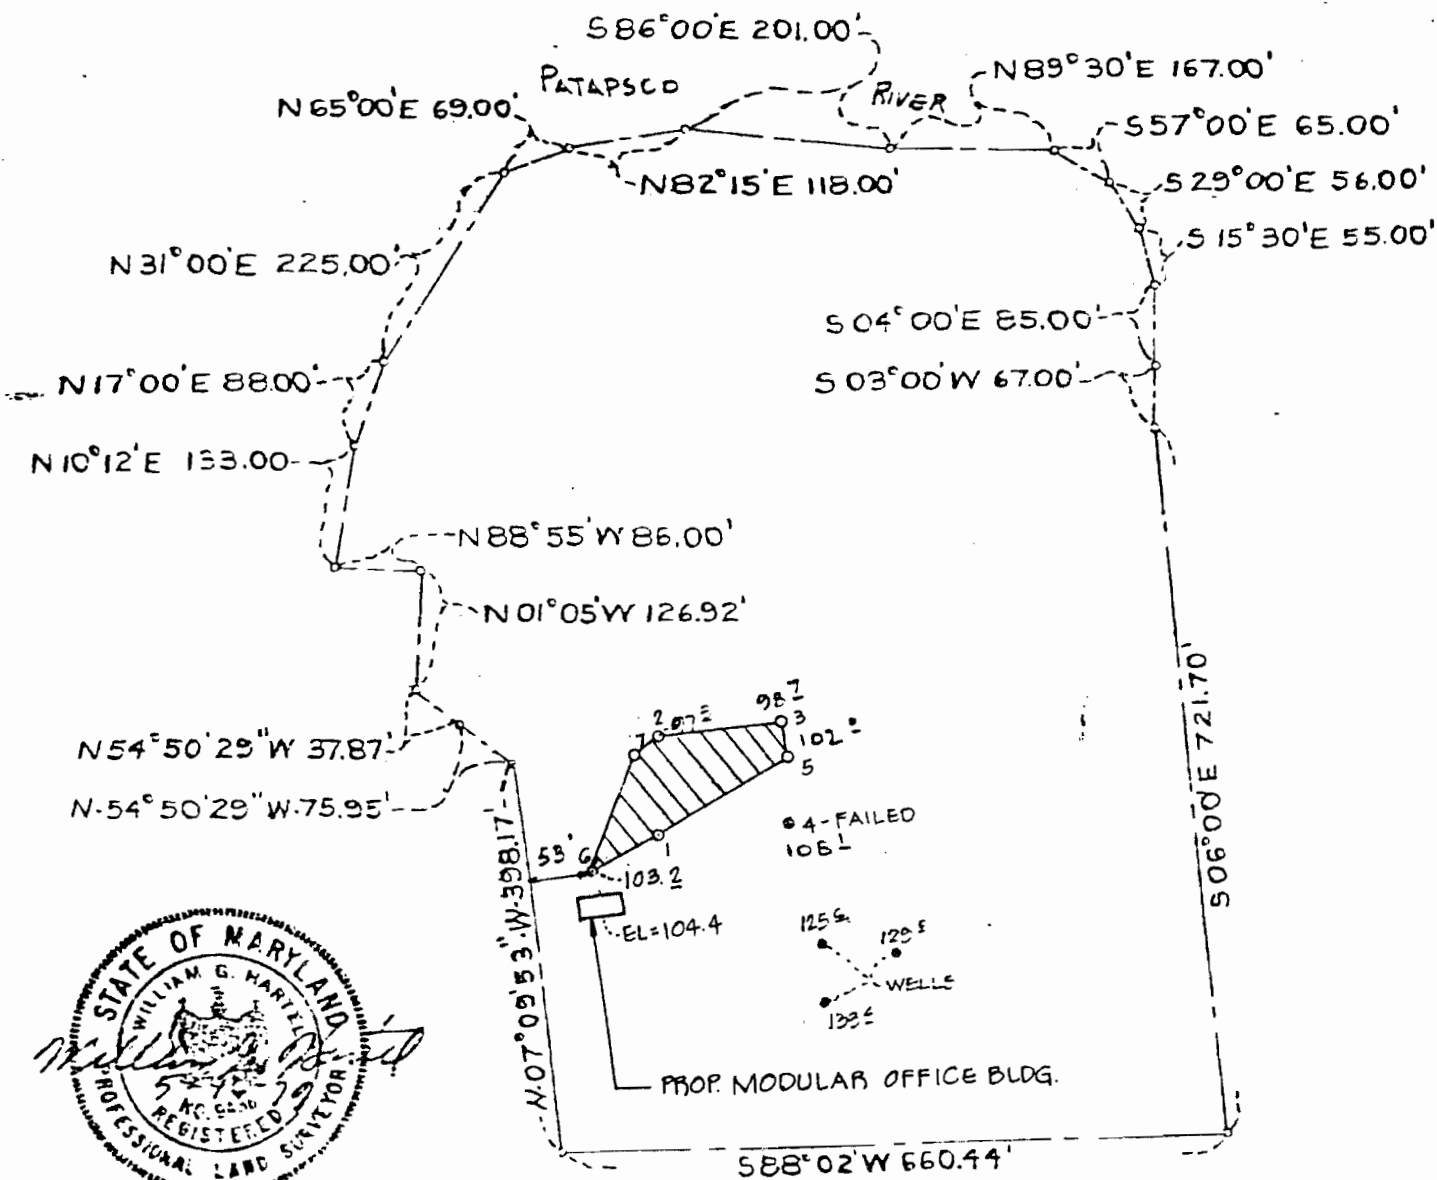 S86°00'E 201.00'
PATAPSCO RIVER
N89°30'E 167.00'
N65°00'E 69.00'
S57°00'E 65.00'
N82°15'E 118.00'
S29°00'E 56.00'
S15°30'E 55.00'
N31°00'E 225.00'
S04°00'E 85.00'
N17°00'E 88.00'
S03°00'W 67.00'
N10°12'E 133.00
N88°55'W 86.00'
N01°05'W 126.92'
N54°50'29"W 37.87'
N.54°50'29"W.75.95'
S06°00'E 721.70'
98 7
2
3
7
102
5
4-FAILED
1
53'
6
103.2
EL=104.4
N.07°09'53".W.398.17'
WELLS
PROP. MODULAR OFFICE BLDG.
S88°02'W 660.44'
STATE OF MARYLAND
WILLIAM G. HARTEL
REGISTERED
PROFESSIONAL LAND SURVEYOR